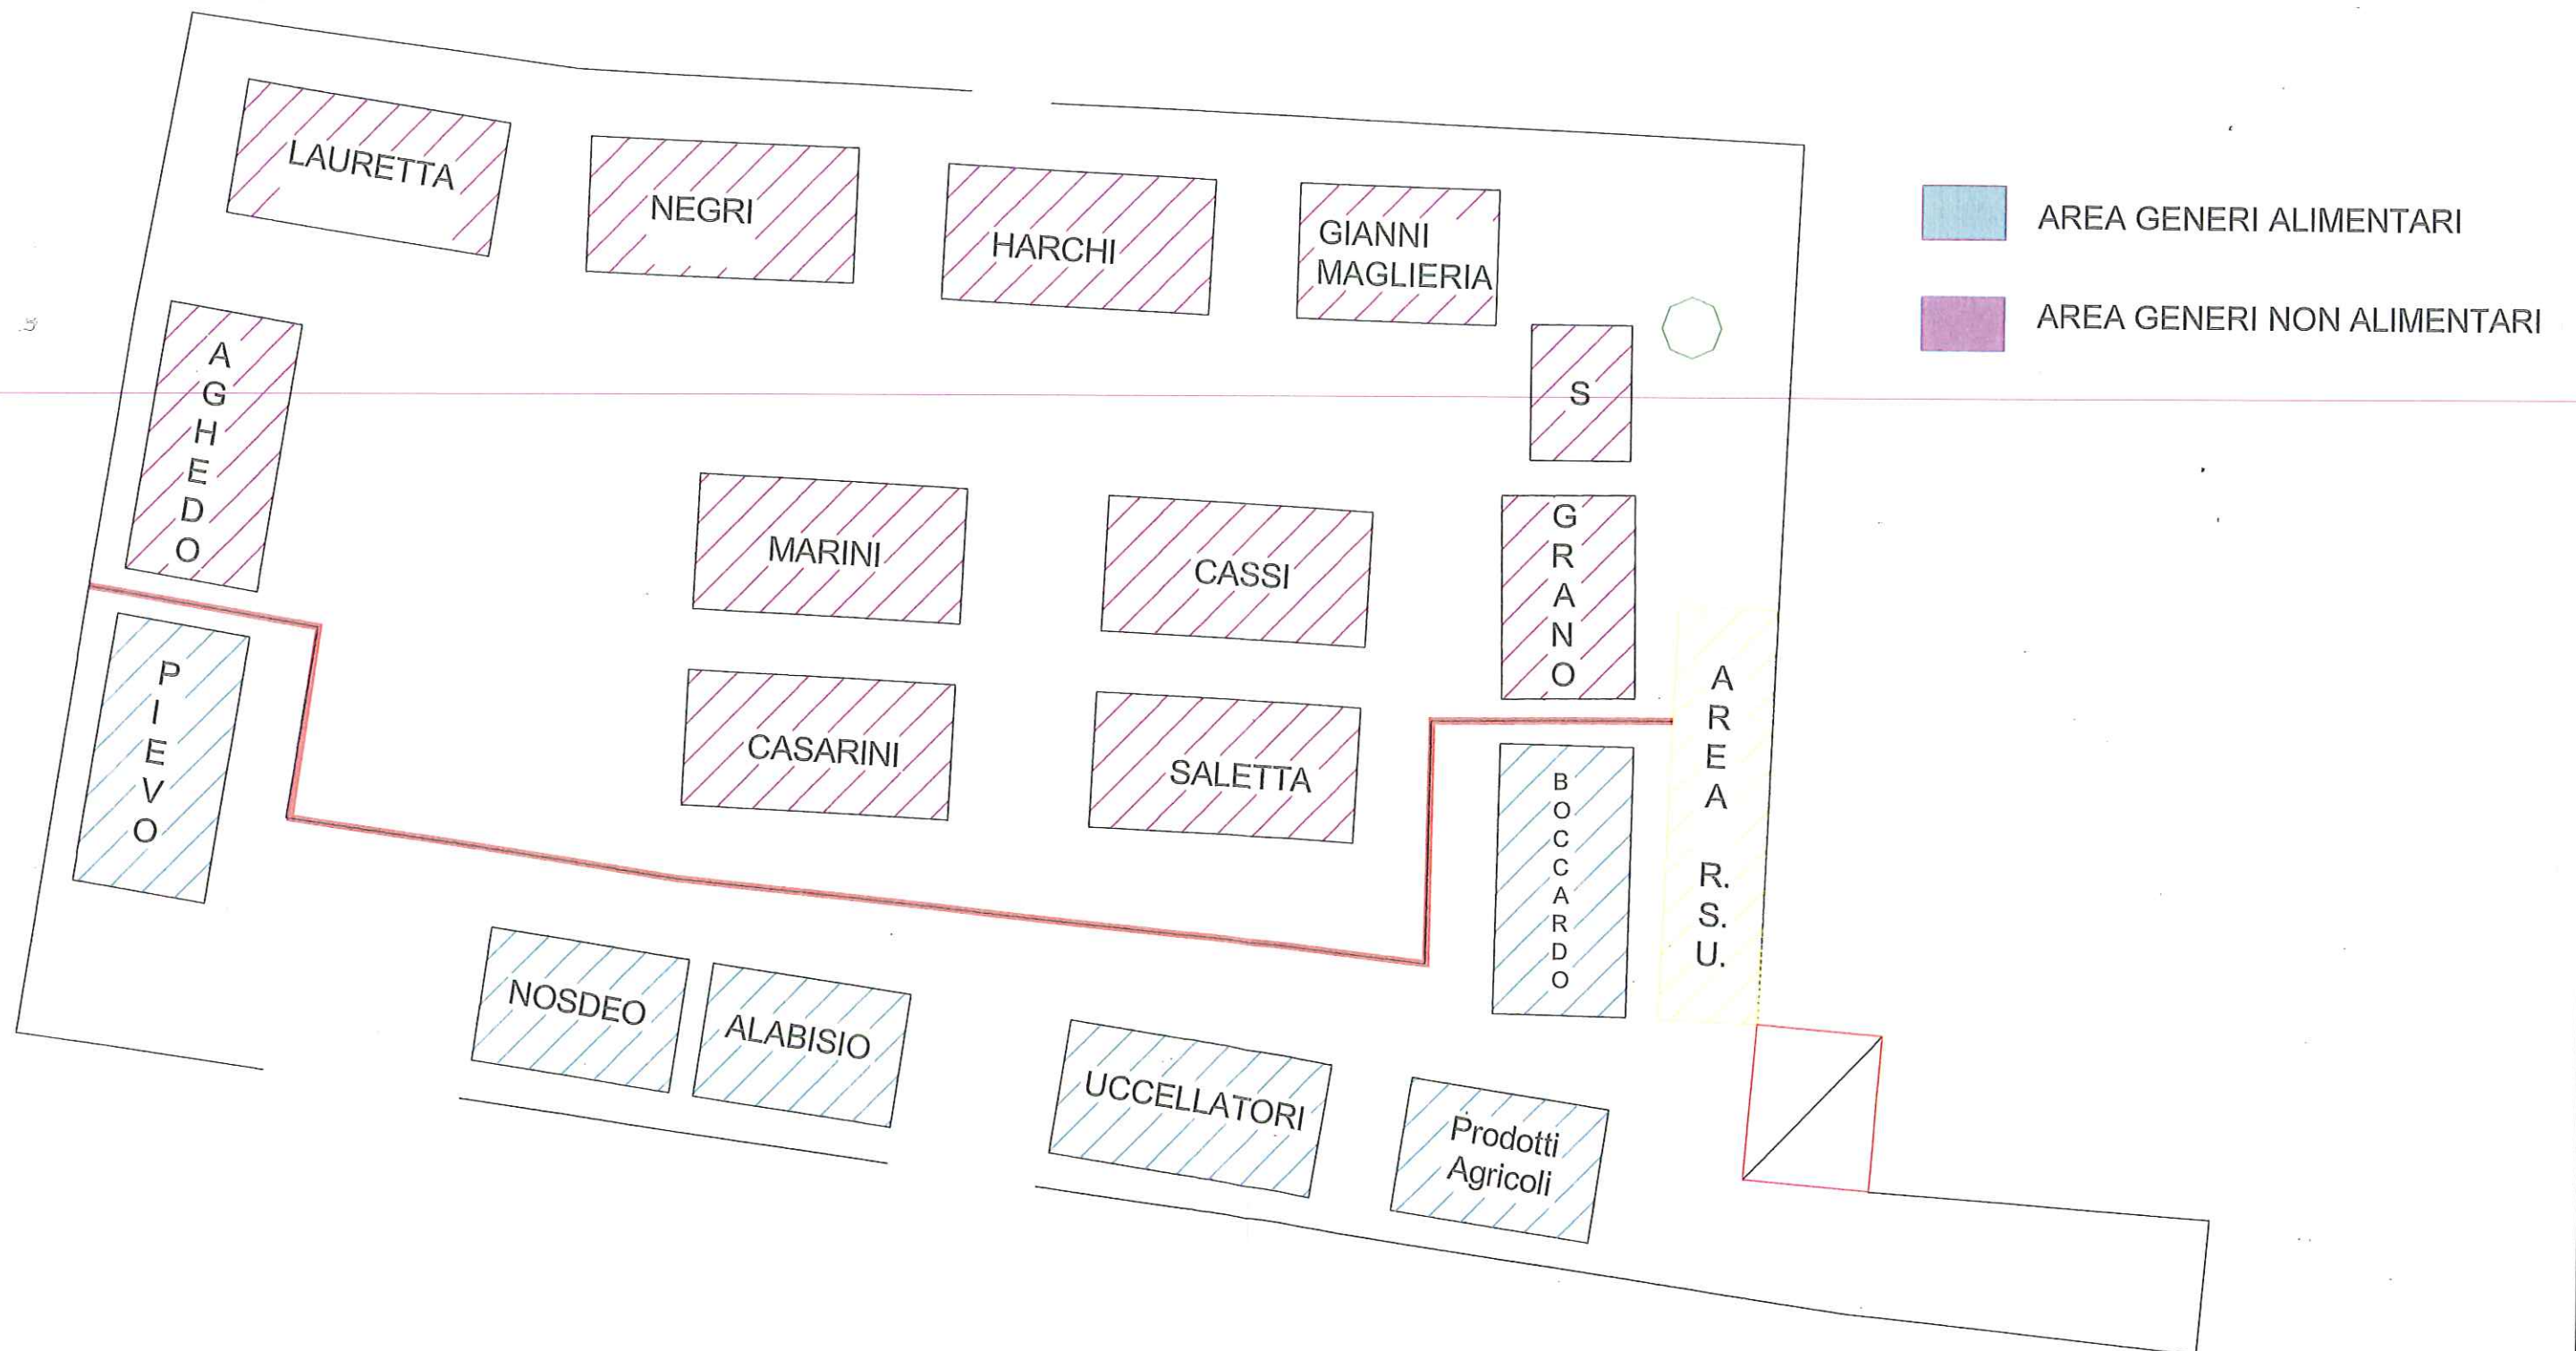 LAURETTA
NEGRI
HARCHI
GIANNI
MAGLIERIA
AREA GENERI ALIMENTARI
AREA GENERI NON ALIMENTARI
AGHEDO
S
MARINI
CASSI
GRANO
PIEVO
CASARINI
SALETTA
BOCCARDO
AREA R.S.U.
NOSDEO
ALABISIO
UCCELLATORI
Prodotti
Agricoli